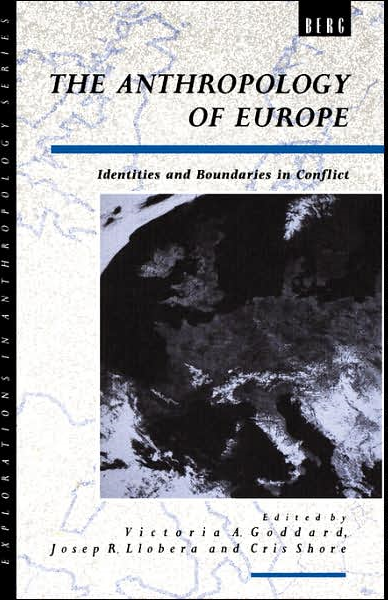 BERG
THE ANTHROPOLOGY
OF EUROPE
Identities and Boundaries in Conflict
Edited by
Victoria A. Goddard,
Josep R. Llobera and Cris Shore
EXPLORATIONS IN ANTHROPOLOGY SERIES